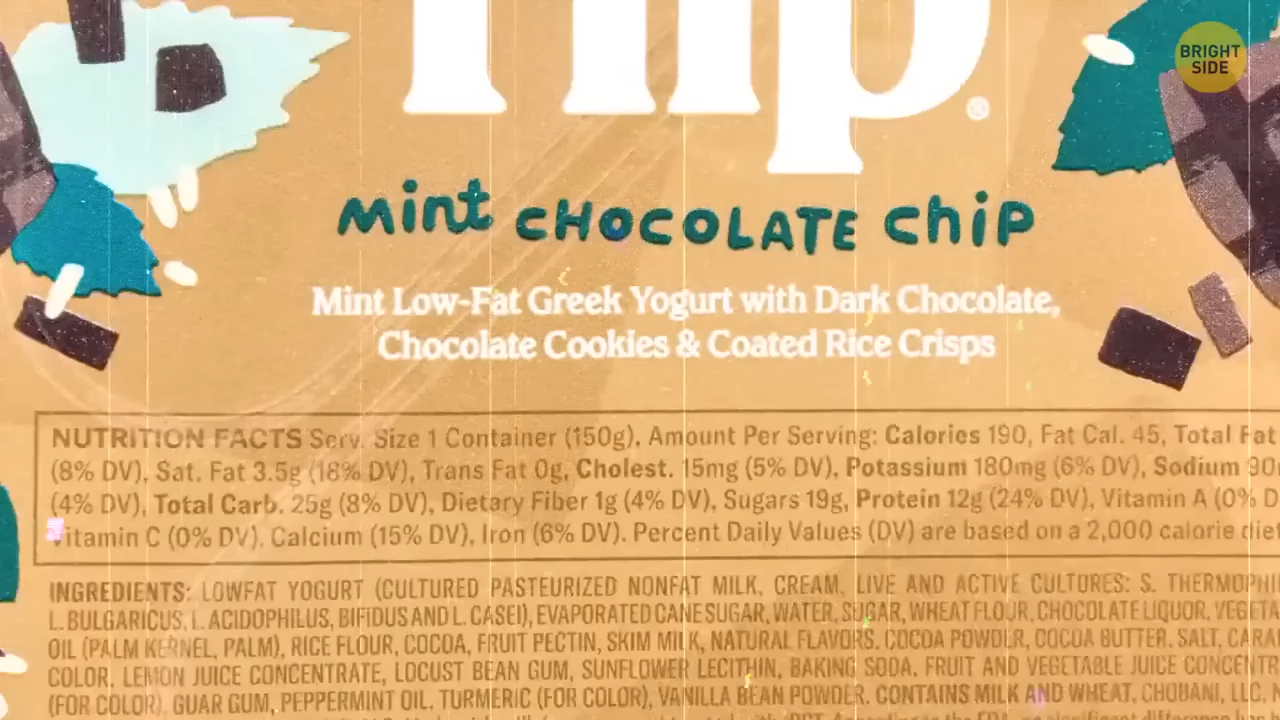 BRIGHT
SIDE
Flip®
mint CHOCOLATE CHIP
Mint Low-Fat Greek Yogurt with Dark Chocolate,
Chocolate Cookies & Coated Rice Crisps
NUTRITION FACTS Serv. Size 1 Container (150g), Amount Per Serving: Calories 190, Fat Cal. 45, Total Fat
(8% DV), Sat. Fat 3.5g (18% DV), Trans Fat 0g, Cholest. 15mg (5% DV), Potassium 180mg (6% DV), Sodium 90
(4% DV), Total Carb. 25g (8% DV), Dietary Fiber 1g (4% DV), Sugars 19g, Protein 12g (24% DV), Vitamin A (0% D
Vitamin C (0% DV), Calcium (15% DV), Iron (6% DV). Percent Daily Values (DV) are based on a 2,000 calorie diet
INGREDIENTS: LOWFAT YOGURT (CULTURED PASTEURIZED NONFAT MILK, CREAM, LIVE AND ACTIVE CULTURES: S. THERMOPHI
L. BULGARICUS, L. ACIDOPHILUS, BIFIDUS AND L. CASEI), EVAPORATED CANE SUGAR, WATER, SUGAR, WHEAT FLOUR, CHOCOLATE LIQUOR, VEGETA
OIL (PALM KERNEL, PALM), RICE FLOUR, COCOA, FRUIT PECTIN, SKIM MILK, NATURAL FLAVORS, COCOA POWDER, COCOA BUTTER, SALT, CARA
COLOR, LEMON JUICE CONCENTRATE, LOCUST BEAN GUM, SUNFLOWER LECITHIN, BAKING SODA, FRUIT AND VEGETABLE JUICE CONCENTR
(FOR COLOR), GUAR GUM, PEPPERMINT OIL, TURMERIC (FOR COLOR), VANILLA BEAN POWDER. CONTAINS MILK AND WHEAT. CHOBANI, LLC. N